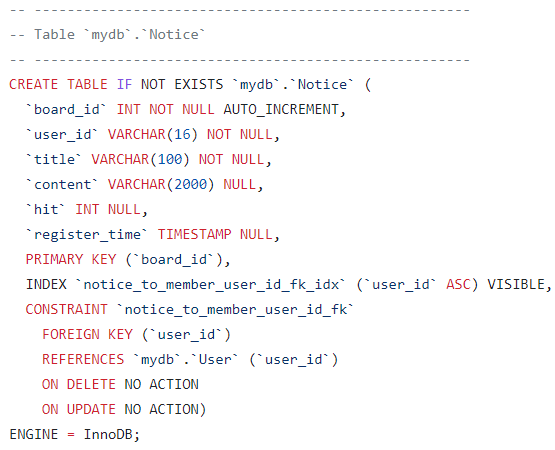 -- -----------------------------------------------------
-- Table `mydb`.`Notice`
-- -----------------------------------------------------
CREATE TABLE IF NOT EXISTS `mydb`.`Notice` (
  `board_id` INT NOT NULL AUTO_INCREMENT,
  `user_id` VARCHAR(16) NOT NULL,
  `title` VARCHAR(100) NOT NULL,
  `content` VARCHAR(2000) NULL,
  `hit` INT NULL,
  `register_time` TIMESTAMP NULL,
  PRIMARY KEY (`board_id`),
  INDEX `notice_to_member_user_id_fk_idx` (`user_id` ASC) VISIBLE,
  CONSTRAINT `notice_to_member_user_id_fk`
    FOREIGN KEY (`user_id`)
    REFERENCES `mydb`.`User` (`user_id`)
    ON DELETE NO ACTION
    ON UPDATE NO ACTION)
ENGINE = InnoDB;